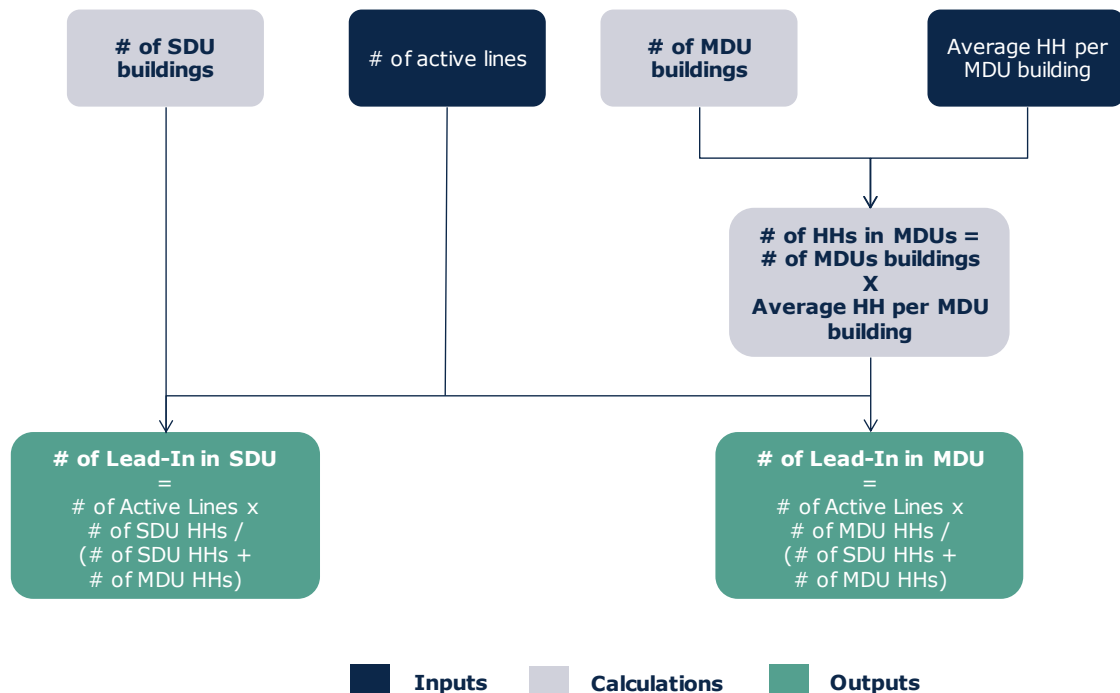 # of SDU
buildings
# of active lines
# of MDU
buildings
Average HH per
MDU building
# of HHs in MDUs =
# of MDUs buildings
X
Average HH per MDU
building
# of Lead-In in SDU
=
# of Active Lines x
# of SDU HHs /
(# of SDU HHs +
# of MDU HHs)
# of Lead-In in MDU
=
# of Active Lines x
# of MDU HHs /
(# of SDU HHs +
# of MDU HHs)
Inputs
Calculations
Outputs